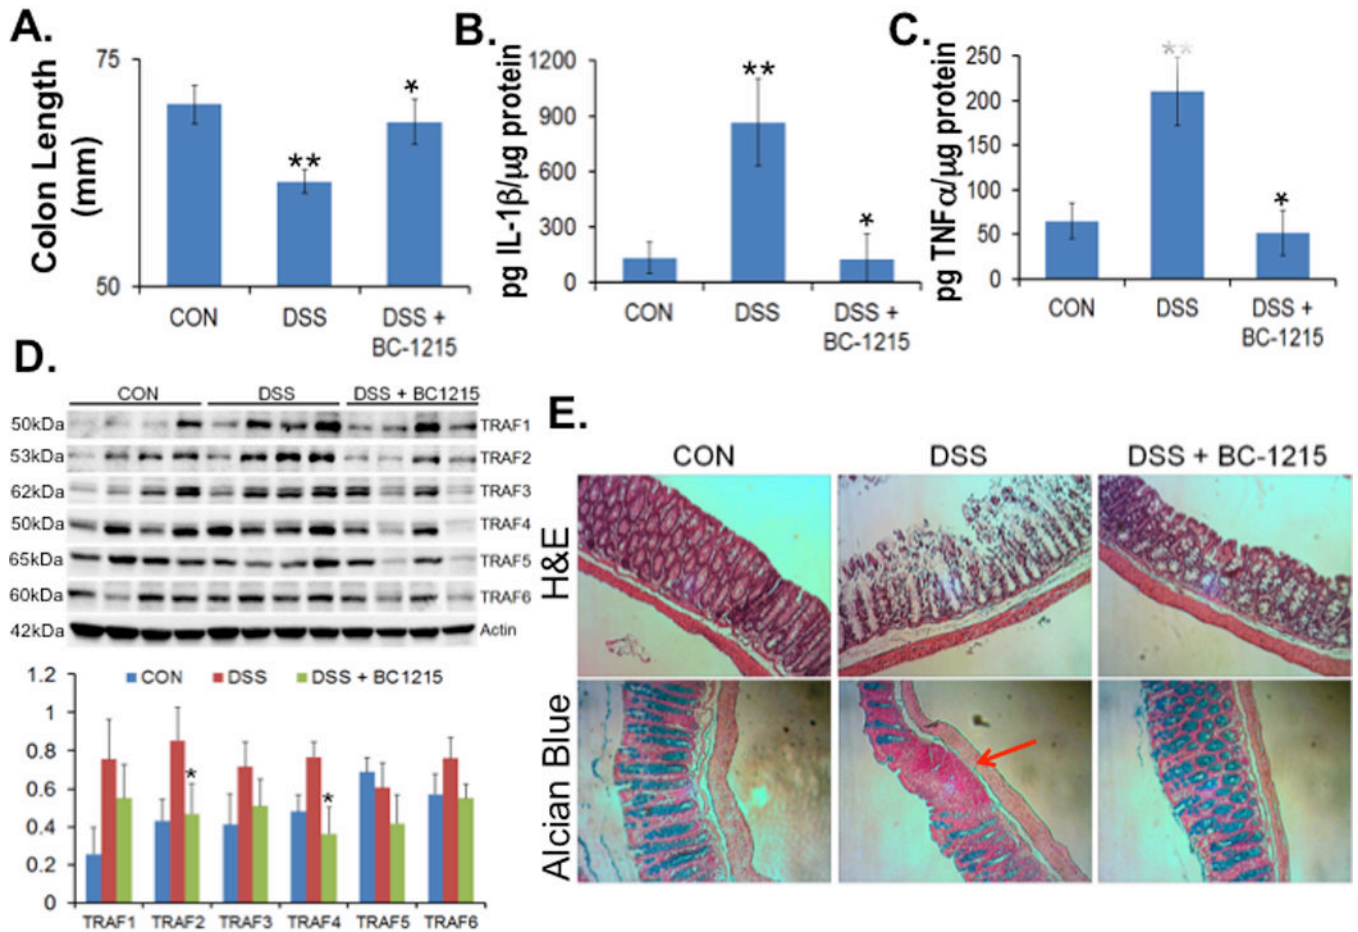 A.
75
50
Colon Length
(mm)
**
*
CON
DSS
DSS +
BC-1215
B.
1200
900
600
300
0
pg IL-1β/µg protein
**
*
CON
DSS
DSS +
BC-1215
C.
250
200
150
100
50
0
pg TNFα/µg protein
**
*
CON
DSS
DSS +
BC-1215
D.
CON DSS DSS + BC1215
50kDa TRAF1
53kDa TRAF2
62kDa TRAF3
50kDa TRAF4
65kDa TRAF5
60kDa TRAF6
42kDa Actin
1.2
1
0.8
0.6
0.4
0.2
0
CON DSS DSS + BC1215
*
*
TRAF1 TRAF2 TRAF3 TRAF4 TRAF5 TRAF6
E.
CON DSS DSS + BC-1215
H&E
Alcian Blue